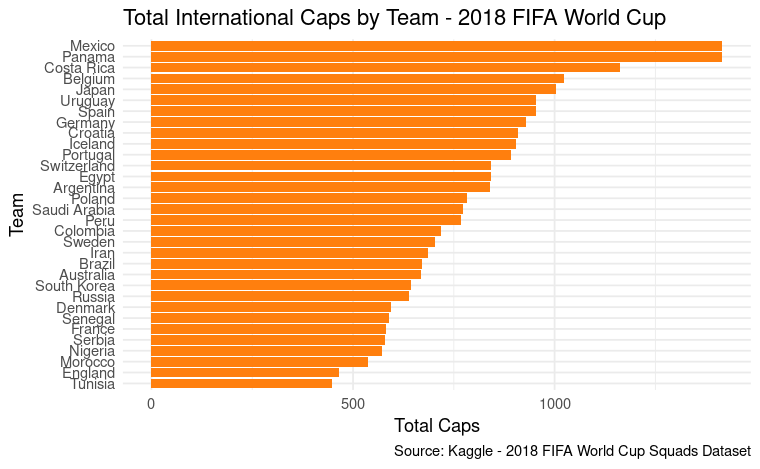 Total International Caps by Team - 2018 FIFA World Cup
Team
Mexico
Panama
Costa Rica
Belgium
Japan
Uruguay
Spain
Germany
Croatia
Iceland
Portugal
Switzerland
Egypt
Argentina
Poland
Saudi Arabia
Peru
Colombia
Sweden
Iran
Brazil
Australia
South Korea
Russia
Denmark
Senegal
France
Serbia
Nigeria
Morocco
England
Tunisia
0 500 1000
Total Caps
Source: Kaggle - 2018 FIFA World Cup Squads Dataset